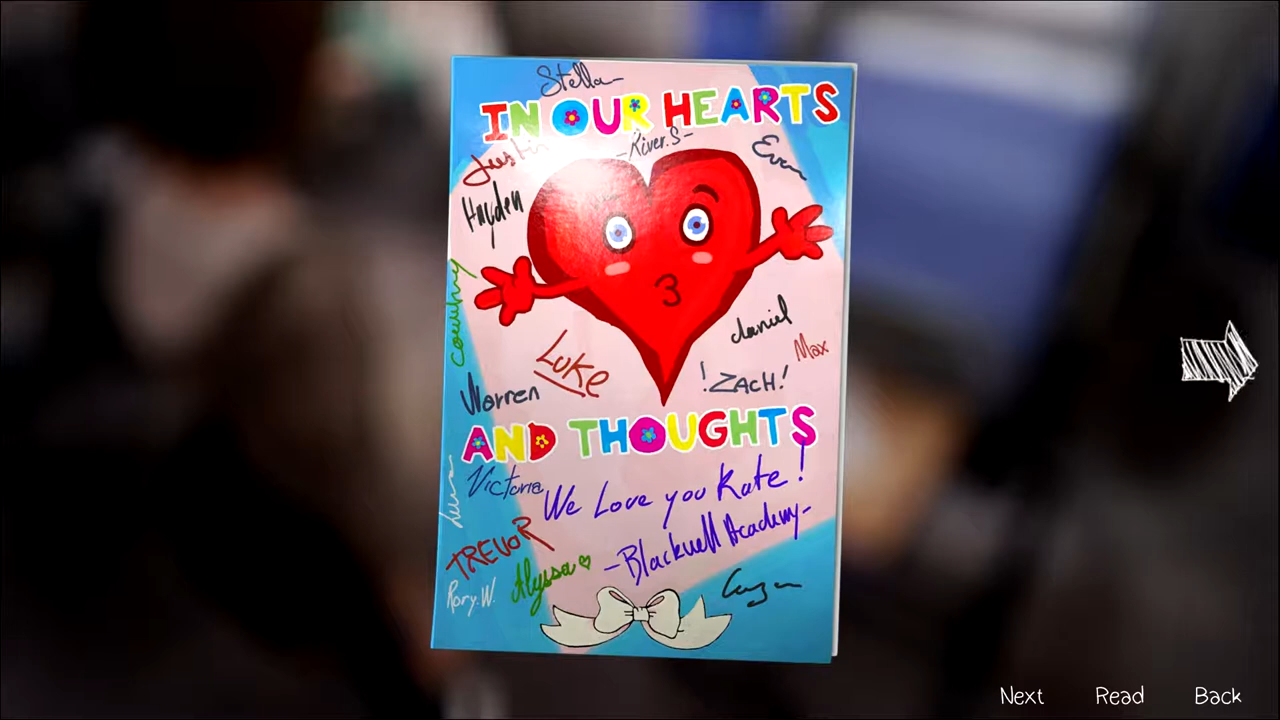 Stella
IN OUR HEARTS
-River.S-
Justin
Evan
Hayden
Courtney
daniel
Max
Luke
!ZACH!
Warren
AND THOUGHTS
Victoria
We Love you Kate!
TREVOR
-Blackwell Academy-
Alyssa
Rory.W.
Next
Read
Back